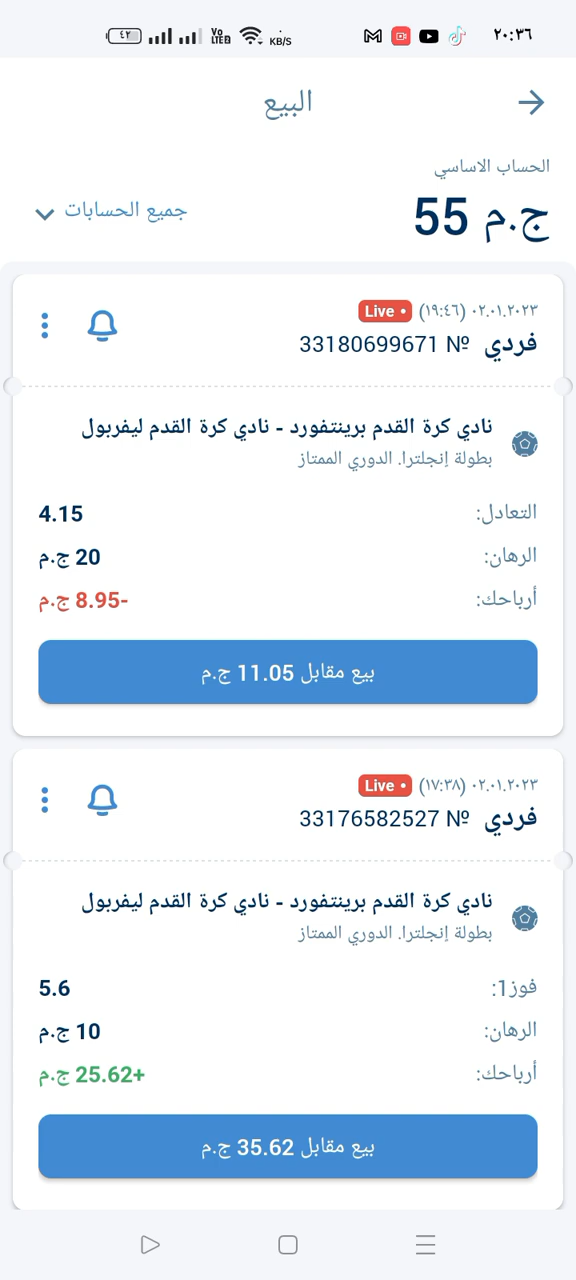 ٤٢ Vo LTE2 KB/S ٢٠:٣٦
البيع
الحساب الاساسي
55 ج.م
جميع الحسابات
٠٢.٠١.٢٠٢٣ (١٩:٤٦) Live
فردي № 33180699671
نادي كرة القدم برينتفورد - نادي كرة القدم ليفربول
بطولة إنجلترا. الدوري الممتاز
التعادل: 4.15
الرهان: 20 ج.م
أرباحك: -8.95 ج.م
بيع مقابل 11.05 ج.م
٠٢.٠١.٢٠٢٣ (١٧:٣٨) Live
فردي № 33176582527
نادي كرة القدم برينتفورد - نادي كرة القدم ليفربول
بطولة إنجلترا. الدوري الممتاز
فوز1: 5.6
الرهان: 10 ج.م
أرباحك: +25.62 ج.م
بيع مقابل 35.62 ج.م